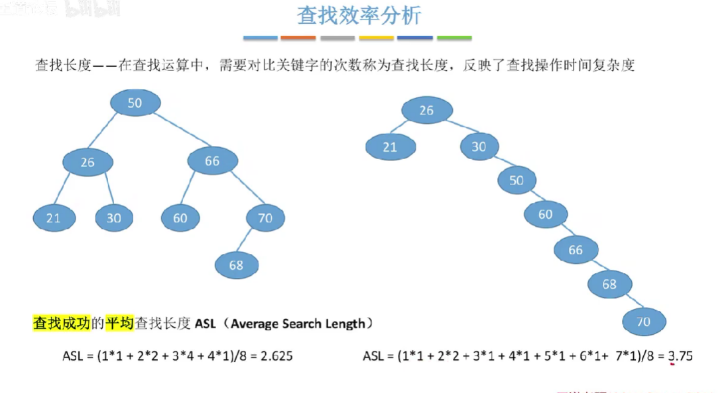 查找效率分析
查找长度——在查找运算中，需要对比关键字的次数称为查找长度，反映了查找操作时间复杂度
50
26 66
21 30 60 70
68
26
21 30
50
60
66
68
70
查找成功的平均查找长度 ASL（Average Search Length）
ASL = (1*1 + 2*2 + 3*4 + 4*1)/8 = 2.625
ASL = (1*1 + 2*2 + 3*1 + 4*1 + 5*1 + 6*1+ 7*1)/8 = 3.75